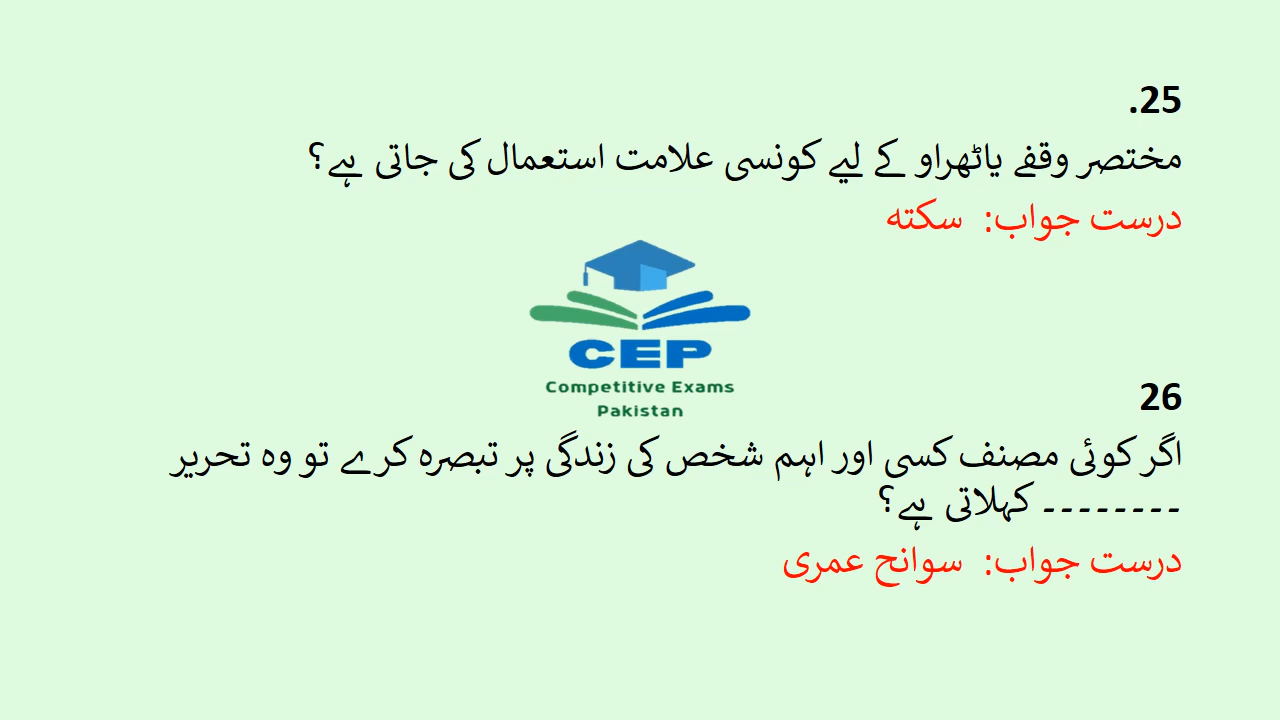 25.
مختصر وقفے یاٹھراو کے لیے کونسی علامت استعمال کی جاتی ہے؟
درست جواب: سکتہ
CEP
Competitive Exams
Pakistan
26
اگر کوئی مصنف کسی اور اہم شخص کی زندگی پر تبصرہ کرے تو وہ تحریر
۔۔۔۔۔۔۔۔ کہلاتی ہے؟
درست جواب: سوانح عمری